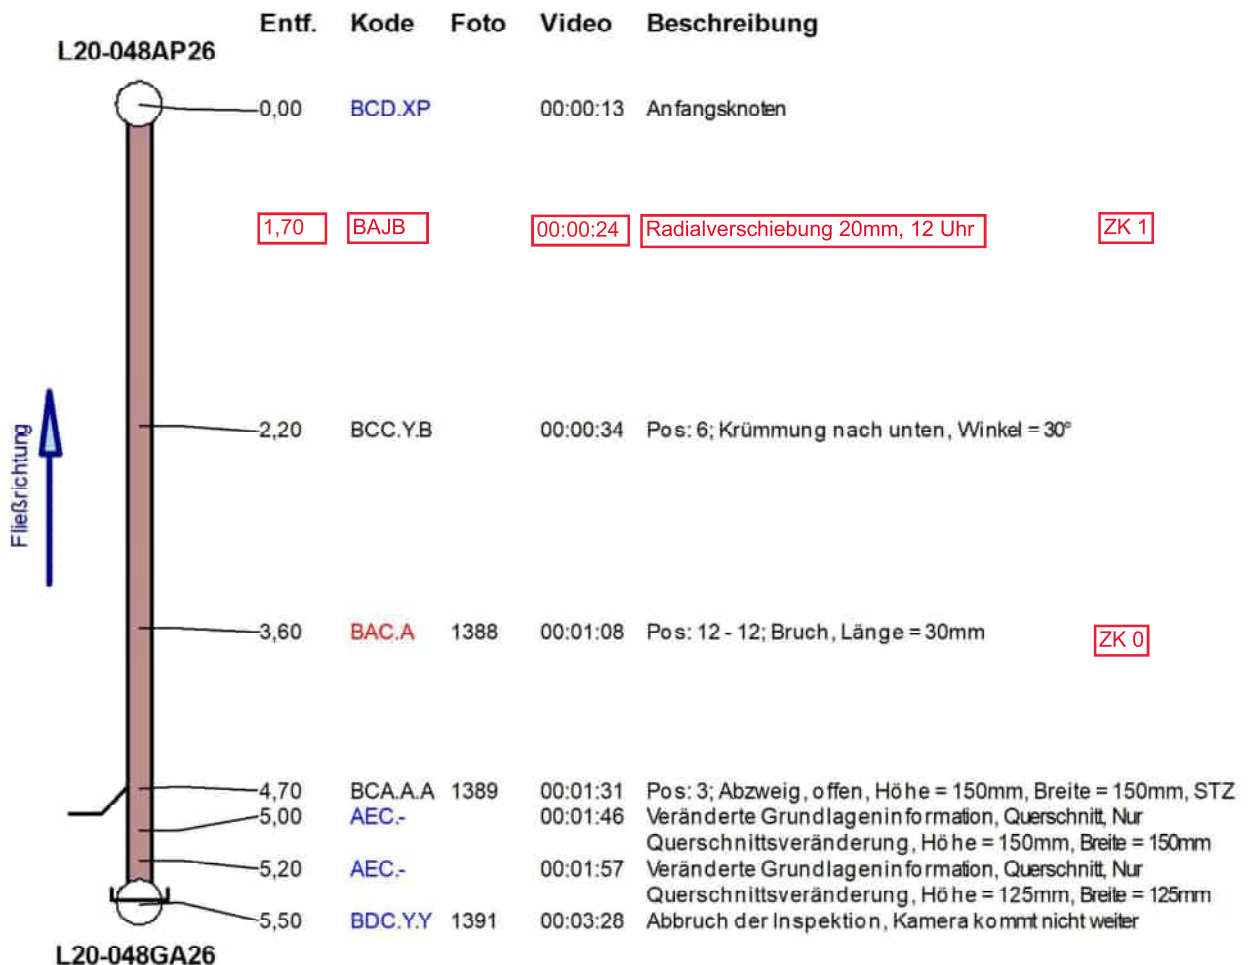 Entf. Kode Foto Video Beschreibung
L20-048AP26
0,00 BCD.XP 00:00:13 Anfangsknoten
1,70 BAJB 00:00:24 Radialverschiebung 20mm, 12 Uhr ZK 1
Fließrichtung
2,20 BCC.Y.B 00:00:34 Pos: 6; Krümmung nach unten, Winkel = 30°
3,60 BAC.A 1388 00:01:08 Pos: 12 - 12; Bruch, Länge = 30mm ZK 0
4,70 BCA.A.A 1389 00:01:31 Pos: 3; Abzweig, offen, Höhe = 150mm, Breite = 150mm, STZ
5,00 AEC.- 00:01:46 Veränderte Grundlageninformation, Querschnitt, Nur
Querschnittsveränderung, Höhe = 150mm, Breite = 150mm
5,20 AEC.- 00:01:57 Veränderte Grundlageninformation, Querschnitt, Nur
Querschnittsveränderung, Höhe = 125mm, Breite = 125mm
5,50 BDC.Y.Y 1391 00:03:28 Abbruch der Inspektion, Kamera kommt nicht weiter
L20-048GA26